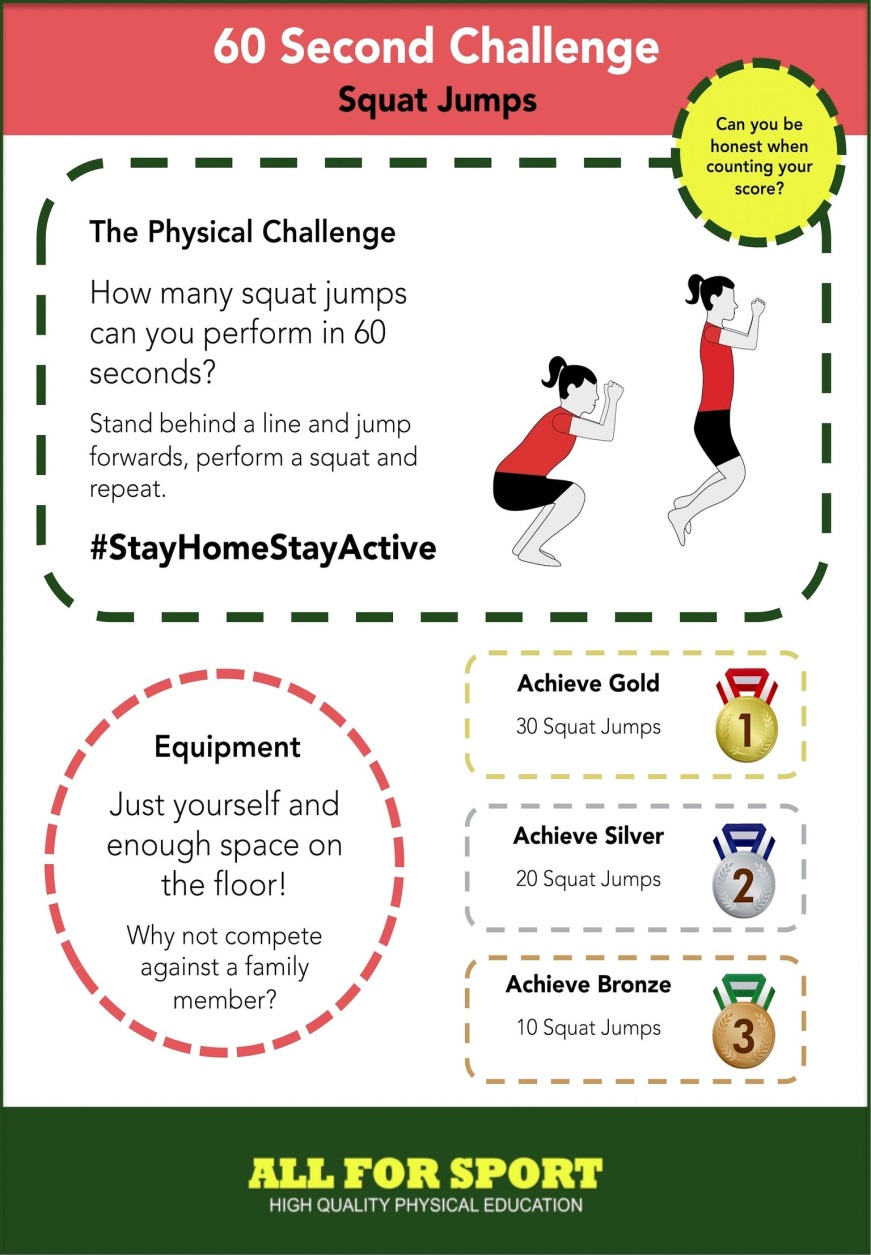 60 Second Challenge
Squat Jumps
Can you be
honest when
counting your
score?
The Physical Challenge
How many squat jumps
can you perform in 60
seconds?
Stand behind a line and jump
forwards, perform a squat and
repeat.
#StayHomeStayActive
Equipment
Just yourself and
enough space on
the floor!
Why not compete
against a family
member?
Achieve Gold
30 Squat Jumps
1
Achieve Silver
20 Squat Jumps
2
Achieve Bronze
10 Squat Jumps
3
ALL FOR SPORT
HIGH QUALITY PHYSICAL EDUCATION